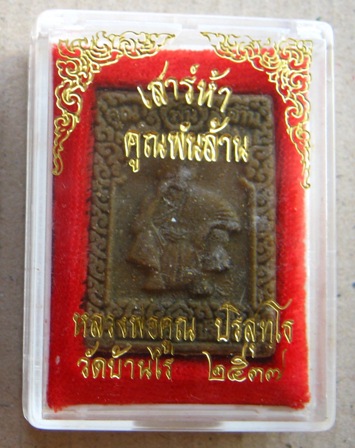 เสาร์ห้า
คูณพันล้าน
หลวงพ่อคูณ ปริสุทฺโธ
วัดบ้านไร่ ๒๕๓๗